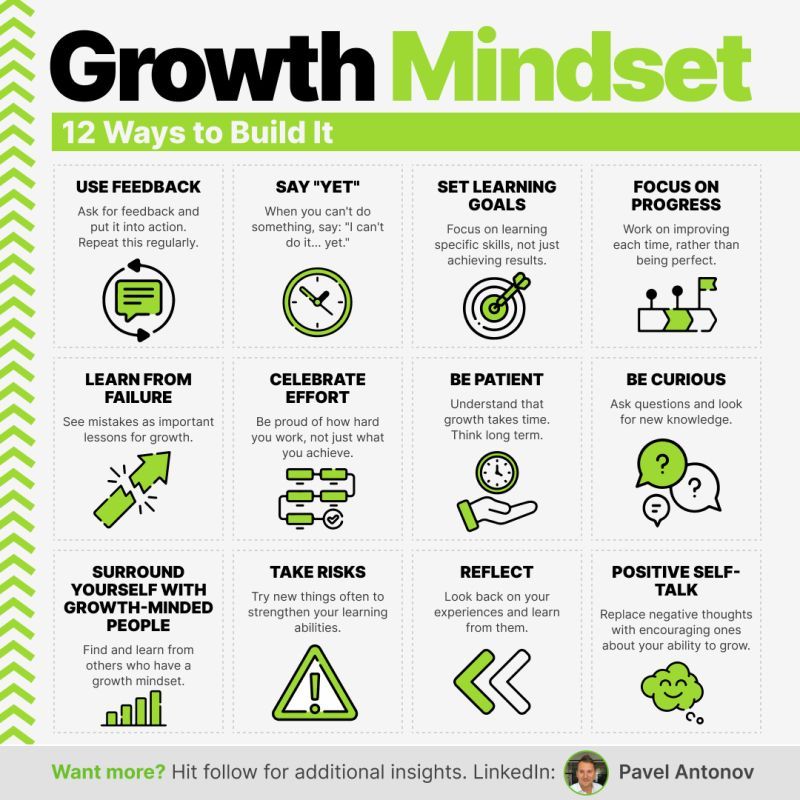 Growth Mindset
12 Ways to Build It
USE FEEDBACK
Ask for feedback and
put it into action.
Repeat this regularly.
SAY "YET"
When you can't do
something, say: "I can't
do it... yet."
SET LEARNING
GOALS
Focus on learning
specific skills, not just
achieving results.
FOCUS ON
PROGRESS
Work on improving
each time, rather than
being perfect.
LEARN FROM
FAILURE
See mistakes as important
lessons for growth.
CELEBRATE
EFFORT
Be proud of how hard
you work, not just what
you achieve.
BE PATIENT
Understand that
growth takes time.
Think long term.
BE CURIOUS
Ask questions and look
for new knowledge.
?
?
SURROUND
YOURSELF WITH
GROWTH-MINDED
PEOPLE
Find and learn from
others who have a
growth mindset.
TAKE RISKS
Try new things often to
strengthen your learning
abilities.
!
REFLECT
Look back on your
experiences and learn
from them.
POSITIVE SELF-
TALK
Replace negative thoughts
with encouraging ones
about your ability to grow.
Want more? Hit follow for additional insights. LinkedIn: Pavel Antonov